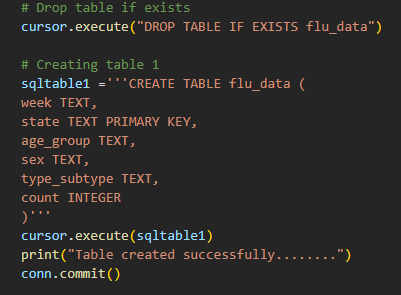 # Drop table if exists
cursor.execute("DROP TABLE IF EXISTS flu_data")
# Creating table 1
sqltable1 ='''CREATE TABLE flu_data (
week TEXT,
state TEXT PRIMARY KEY,
age_group TEXT,
sex TEXT,
type_subtype TEXT,
count INTEGER
)'''
cursor.execute(sqltable1)
print("Table created successfully........")
conn.commit()